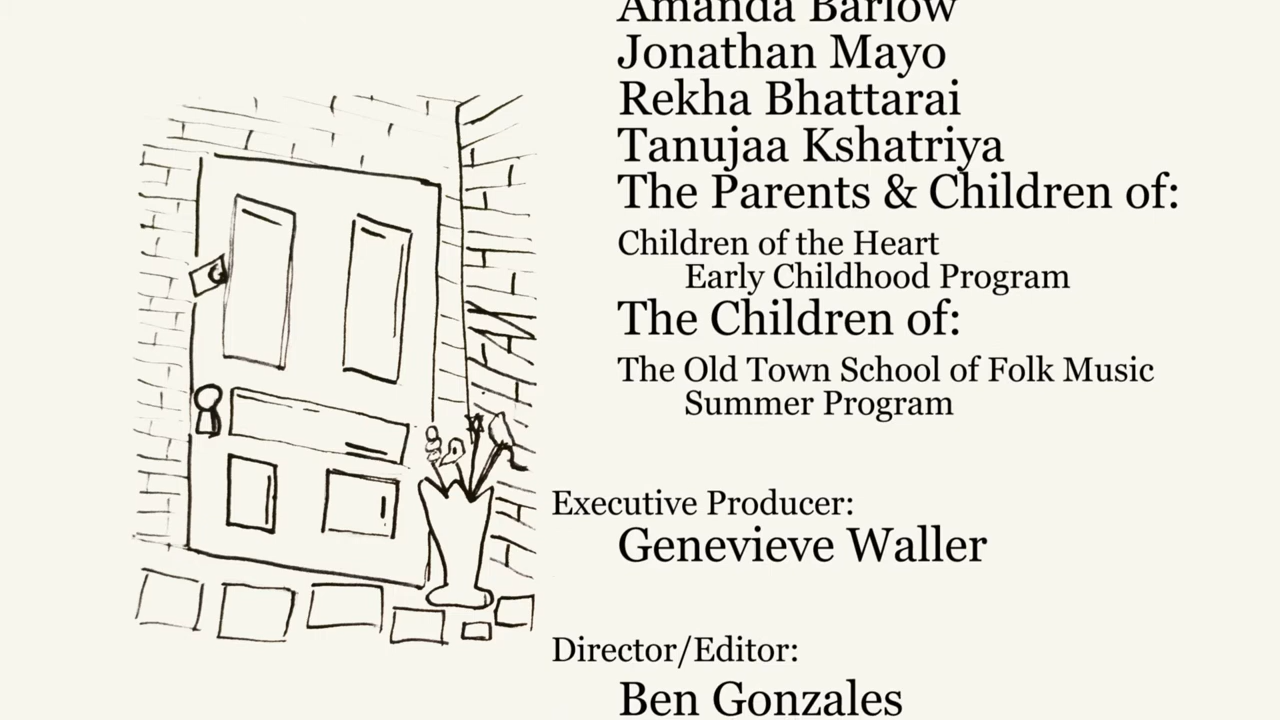 Amanda Barlow
Jonathan Mayo
Rekha Bhattarai
Tanujaa Kshatriya
The Parents & Children of:
Children of the Heart
Early Childhood Program
The Children of:
The Old Town School of Folk Music
Summer Program
Executive Producer:
Genevieve Waller
Director/Editor:
Ben Gonzales